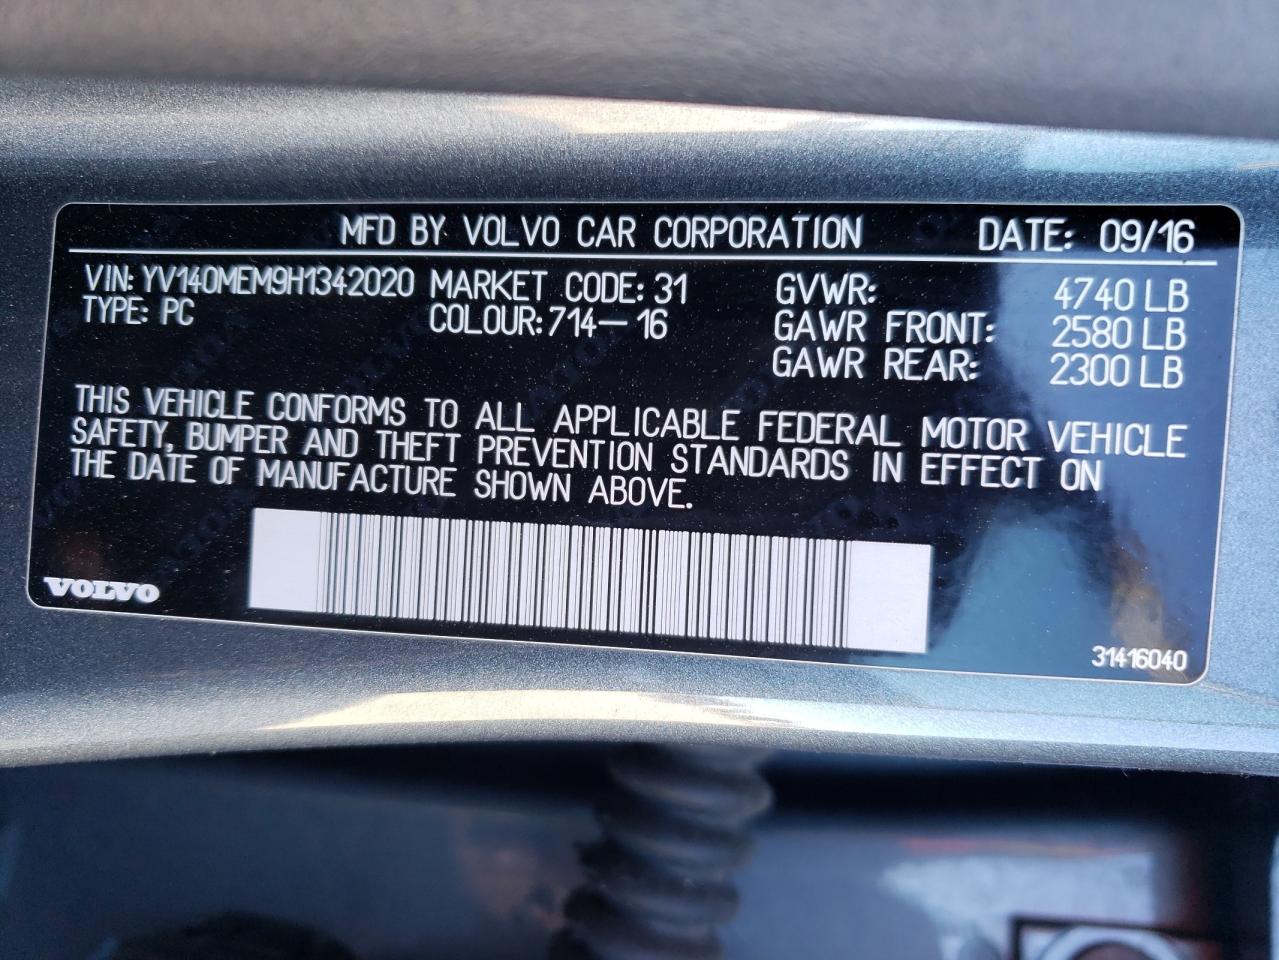 MFD BY VOLVO CAR CORPORATION DATE: 09/16
VIN: YV140MEM9H1342020 MARKET CODE: 31 GVWR: 4740 LB
TYPE: PC COLOUR: 714-16 GAWR FRONT: 2580 LB
GAWR REAR: 2300 LB
THIS VEHICLE CONFORMS TO ALL APPLICABLE FEDERAL MOTOR VEHICLE
SAFETY, BUMPER AND THEFT PREVENTION STANDARDS IN EFFECT ON
THE DATE OF MANUFACTURE SHOWN ABOVE.
VOLVO
31416040